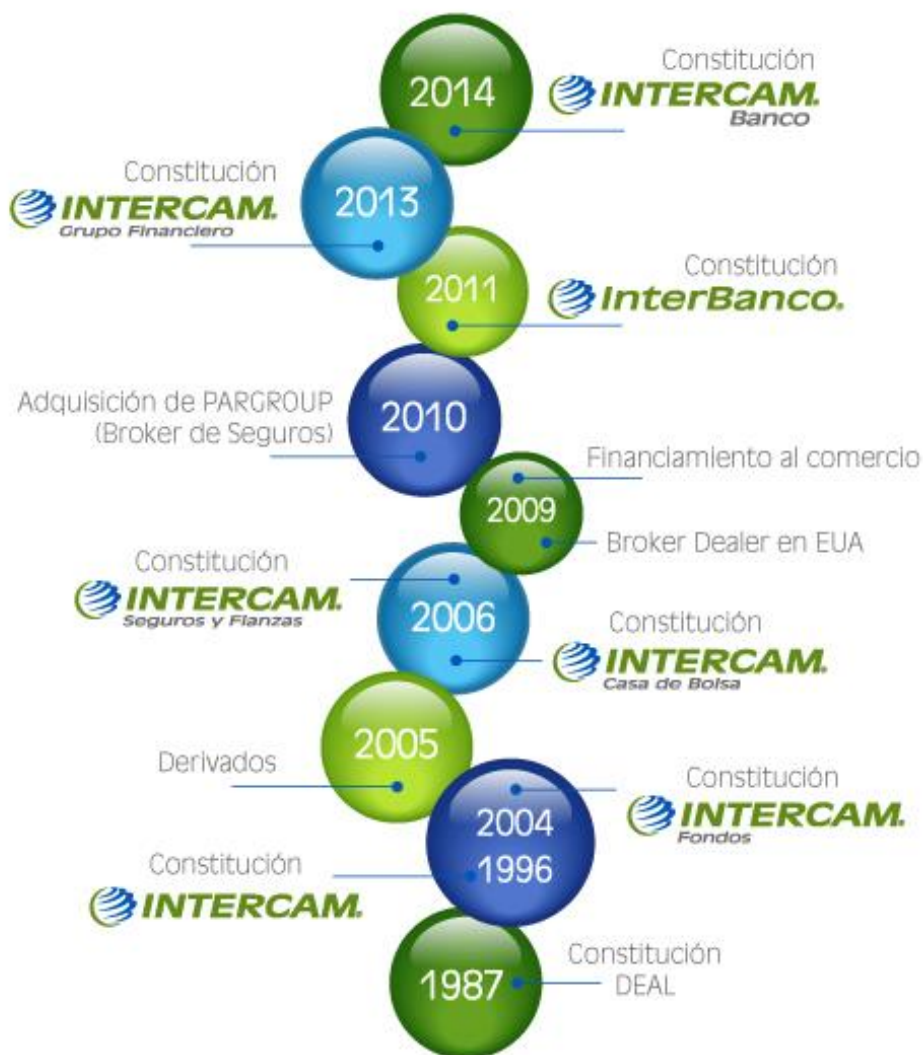 2014
Constitución
INTERCAM.
Banco
Constitución
INTERCAM.
Grupo Financiero
2013
2011
Constitución
InterBanco.
Adquisición de PARGROUP
(Broker de Seguros)
2010
Financiamiento al comercio
2009
Broker Dealer en EUA
Constitución
INTERCAM.
Seguros y Fianzas
2006
Constitución
INTERCAM.
Casa de Bolsa
2005
Derivados
Constitución
INTERCAM.
Fondos
2004
1996
Constitución
INTERCAM.
1987
Constitución
DEAL